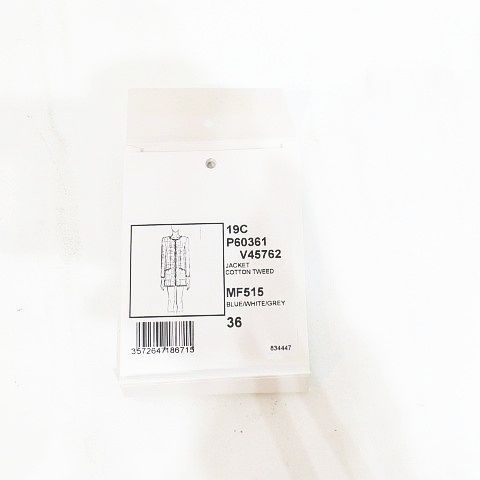 19C
P60361
V45762
JACKET
COTTON TWEED
MF515
BLUE/WHITE/GREY
36
3572647186715
834447